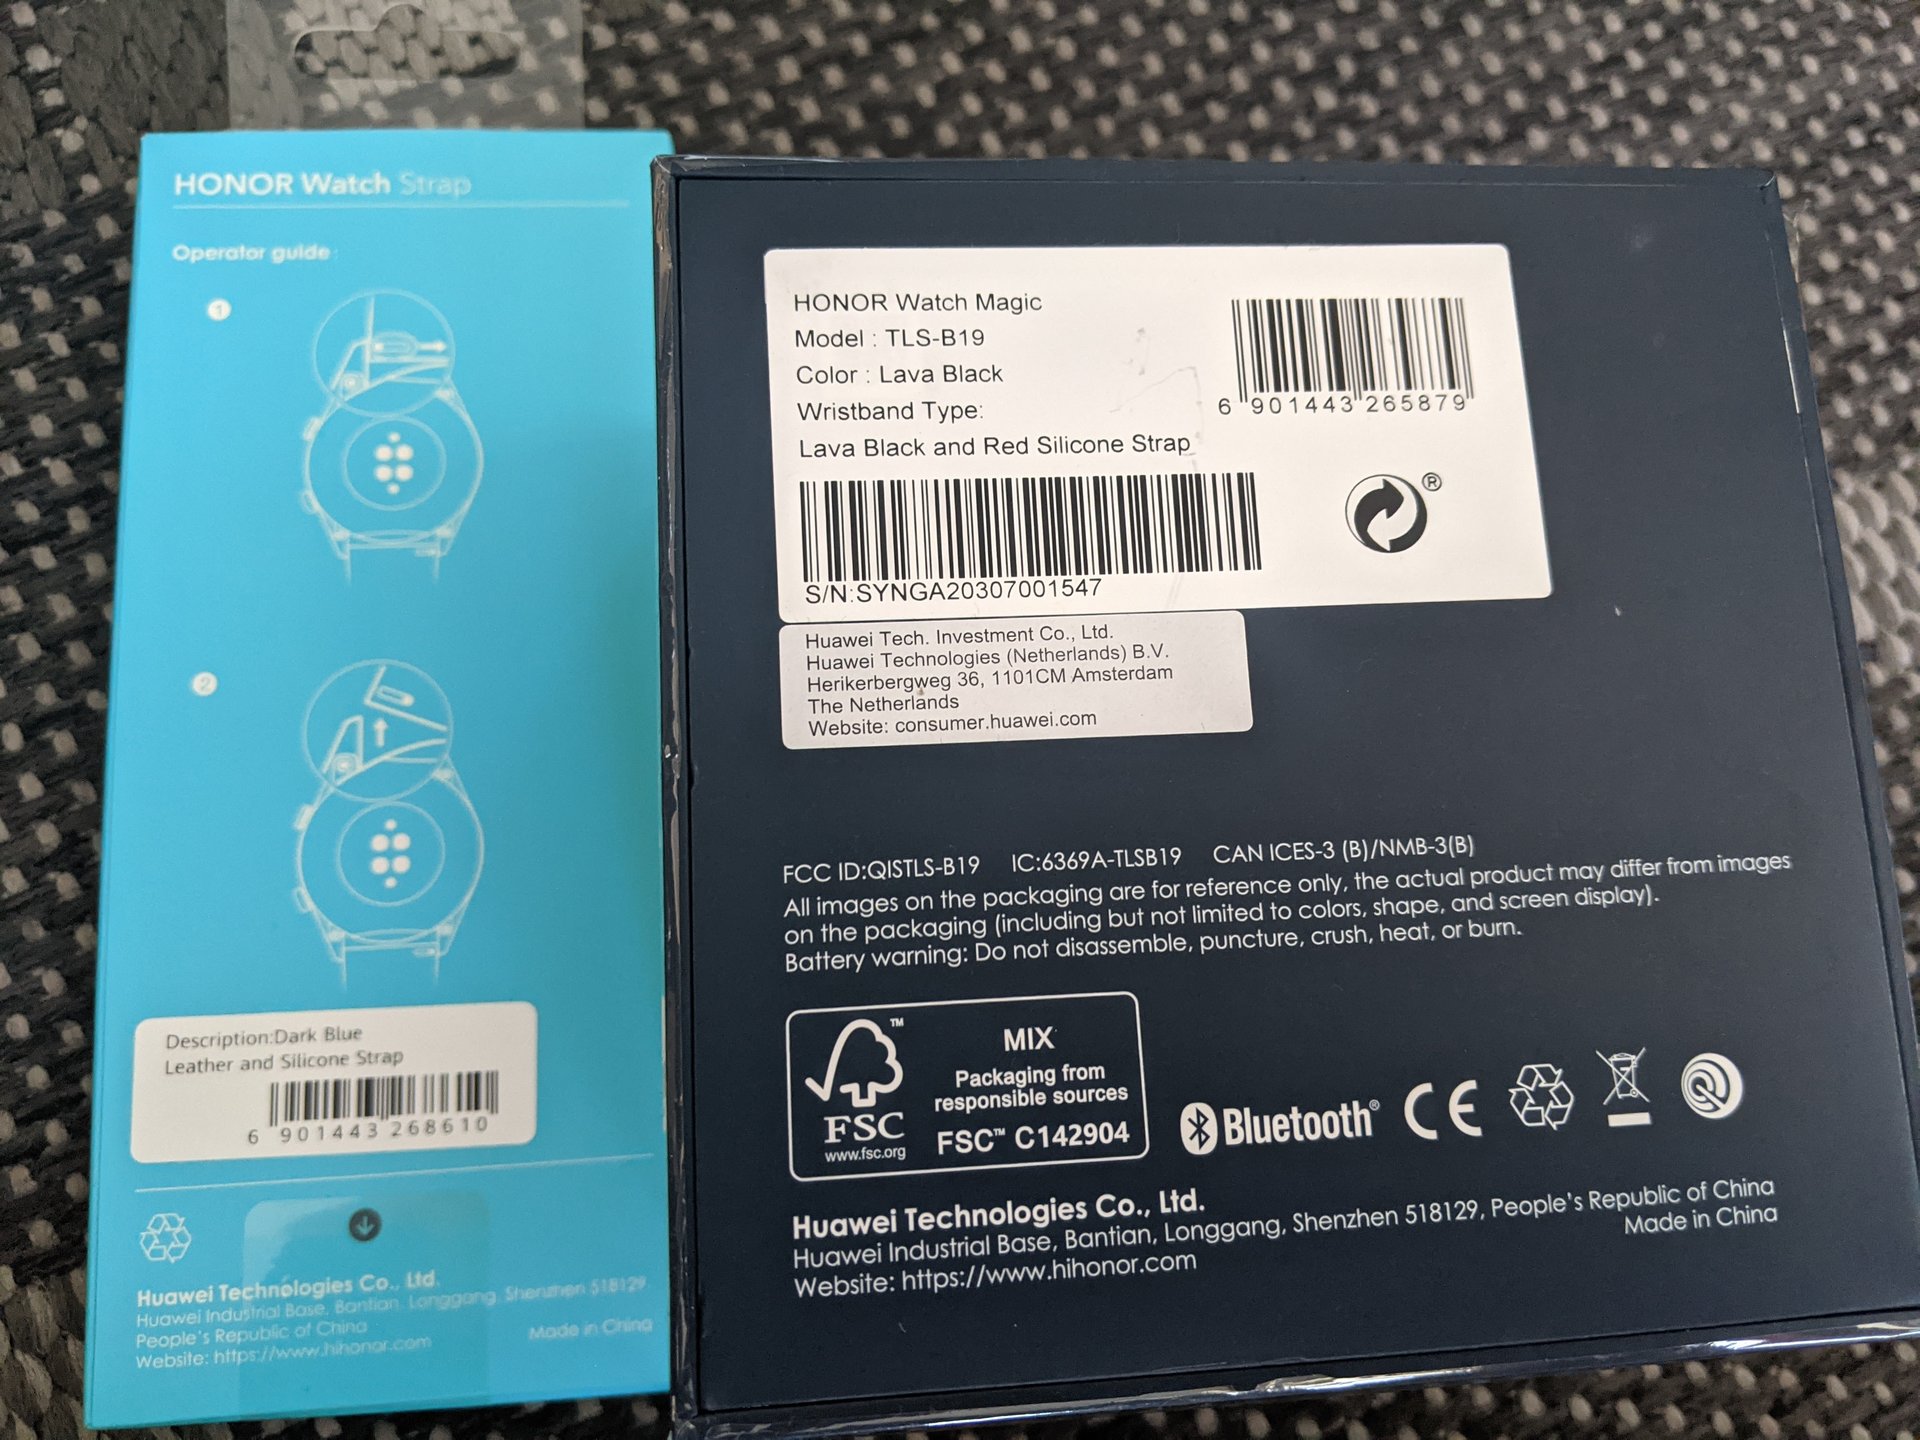 HONOR Watch Strap
Operator guide
1
2
Description:Dark Blue
Leather and Silicone Strap
6 901443 268610
Huawei Technologies Co., Ltd.
Huawei Industrial Base, Bantian, Longgang, Shenzhen 518129
People's Republic of China
Made in China
Website: https://www.hihonor.com
HONOR Watch Magic
Model : TLS-B19
Color : Lava Black
Wristband Type:
Lava Black and Red Silicone Strap
6 901443 265879
S/N:SYNGA20307001547
®
Huawei Tech. Investment Co., Ltd.
Huawei Technologies (Netherlands) B.V.
Herikerbergweg 36, 1101CM Amsterdam
The Netherlands
Website: consumer.huawei.com
FCC ID:QISTLS-B19 IC:6369A-TLSB19 CAN ICES-3 (B)/NMB-3(B)
All images on the packaging are for reference only, the actual product may differ from images
on the packaging (including but not limited to colors, shape, and screen display).
Battery warning: Do not disassemble, puncture, crush, heat, or burn.
™
FSC
www.fsc.org
MIX
Packaging from
responsible sources
FSC™ C142904
Bluetooth®
CE
Huawei Technologies Co., Ltd.
Huawei Industrial Base, Bantian, Longgang, Shenzhen 518129, People's Republic of China
Made in China
Website: https://www.hihonor.com